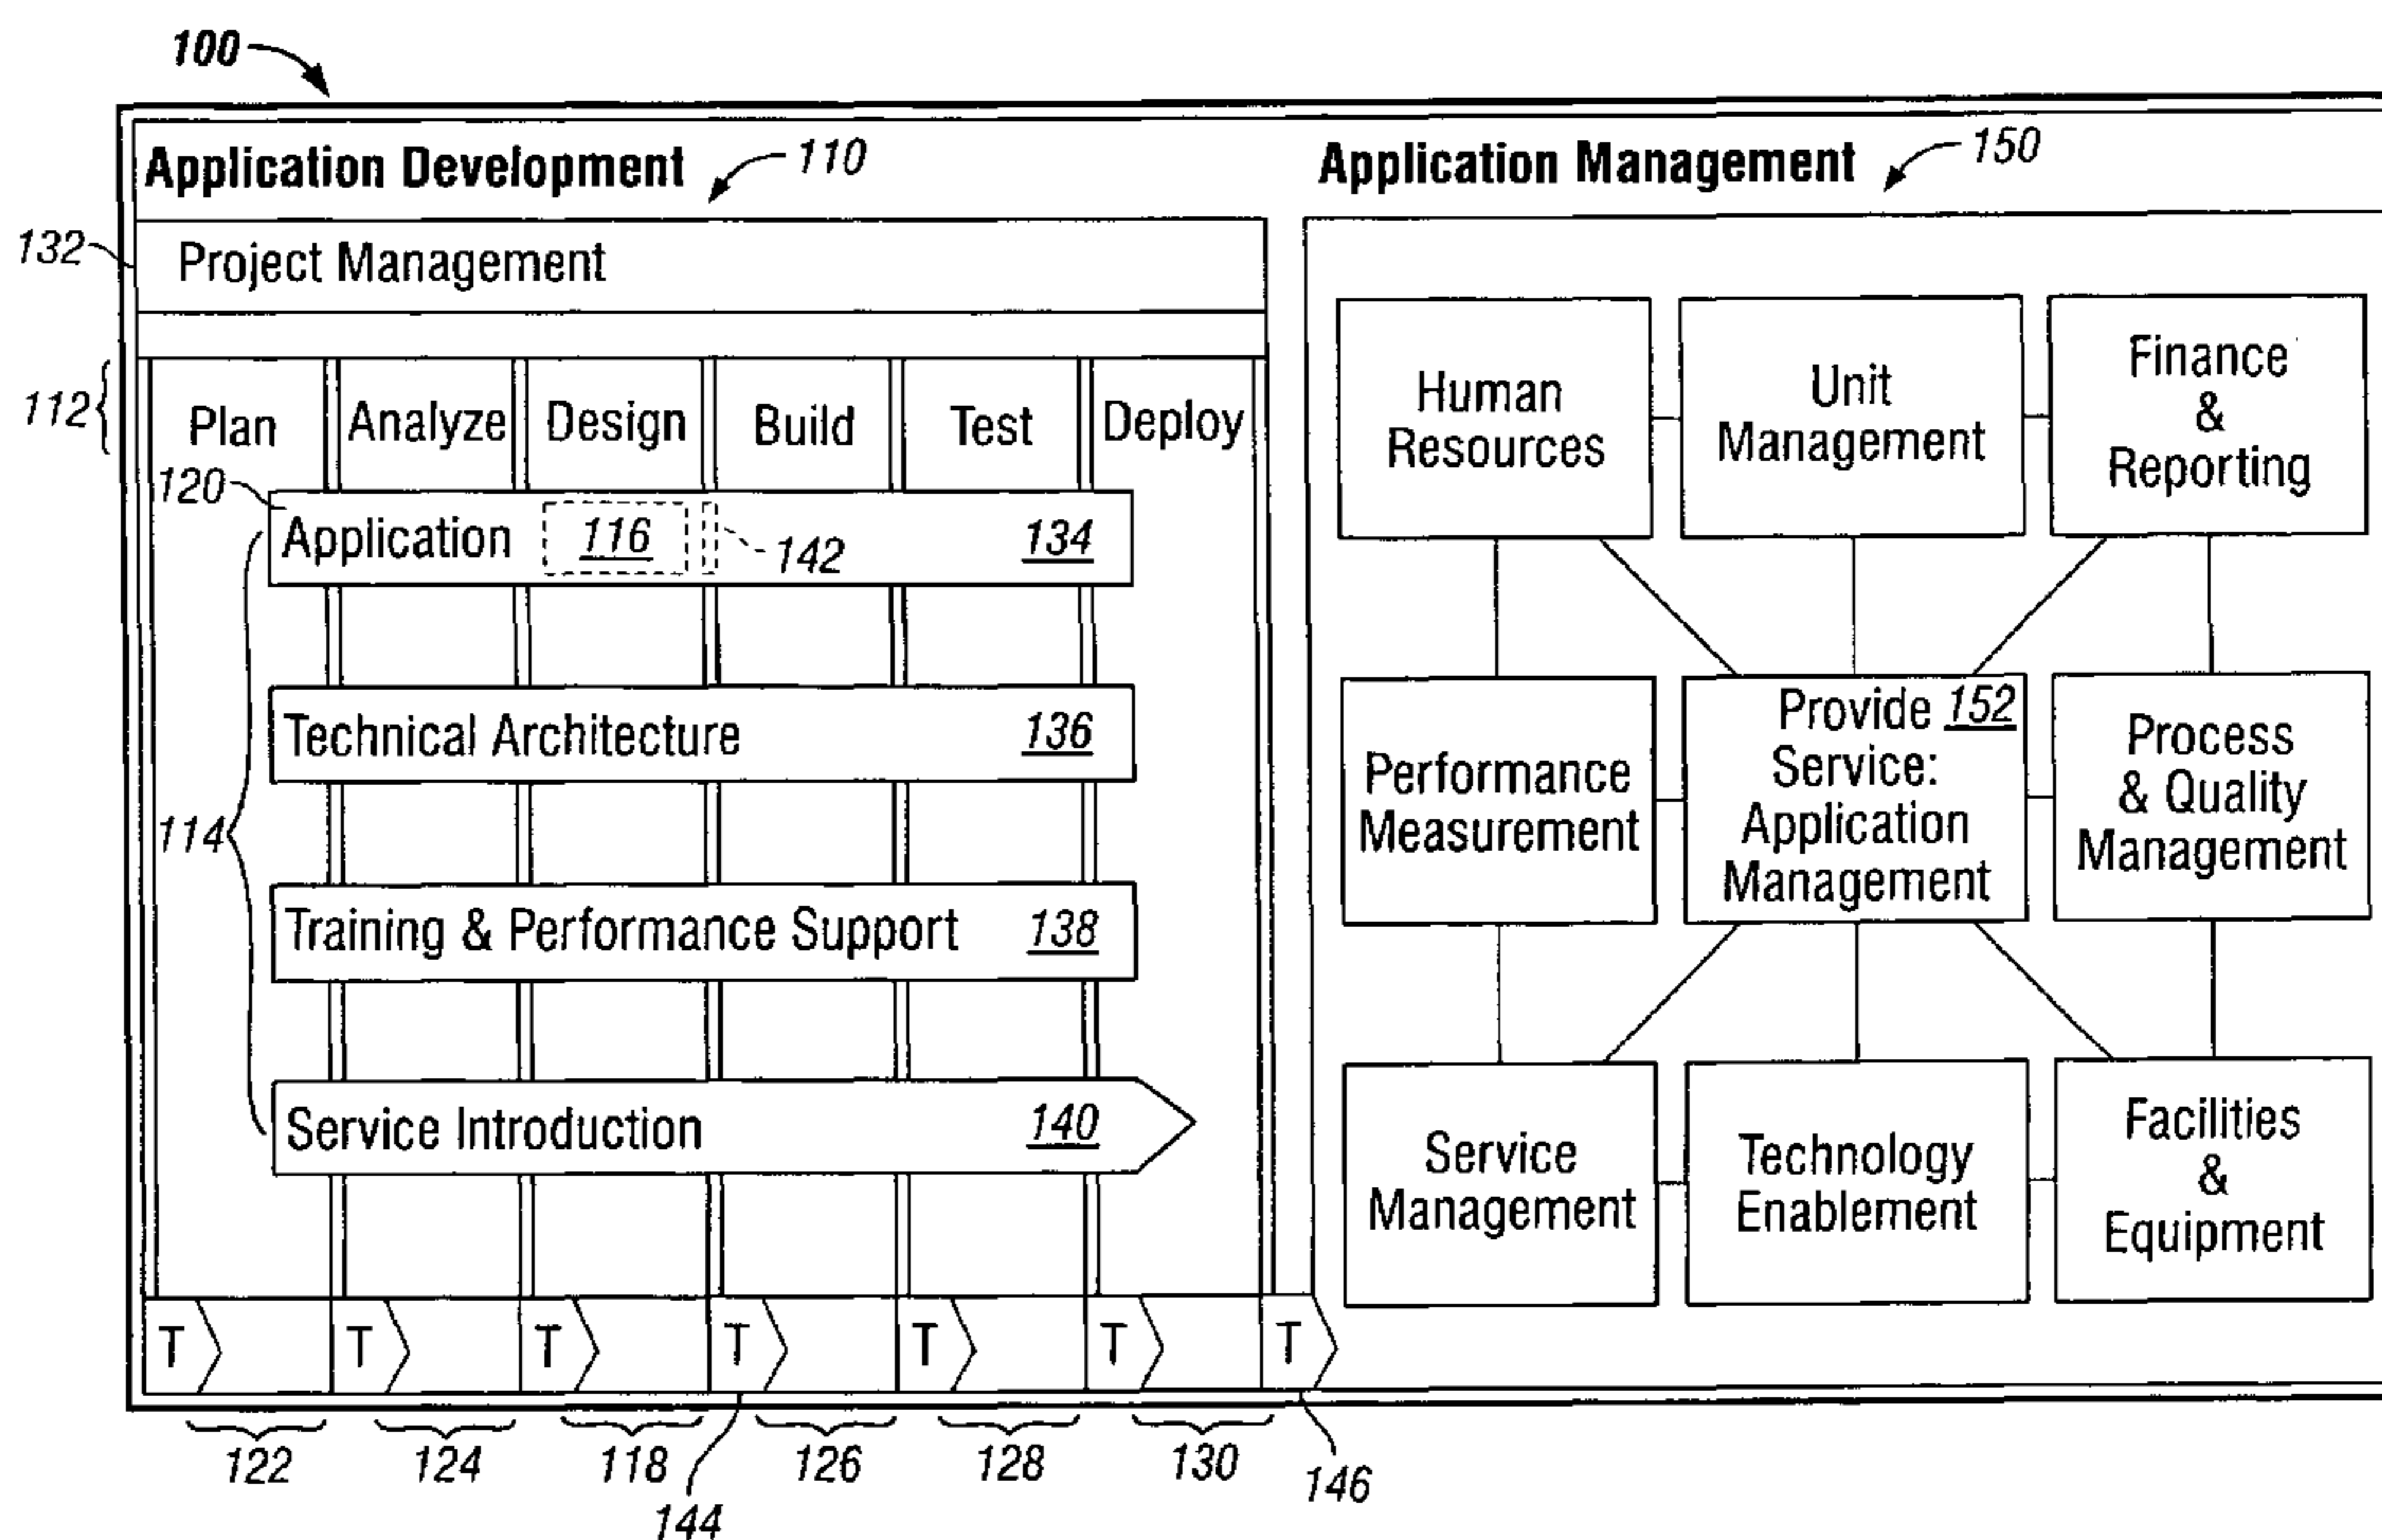 100
Application Development
110
Application Management
150
132
Project Management
112
Plan
Analyze
Design
Build
Test
Deploy
120
Application
116
142
134
Technical Architecture
136
114
Training & Performance Support
138
Service Introduction
140
T
T
T
T
T
T
T
122
124
118
126
128
130
144
146
Human
Resources
Unit
Management
Finance
&
Reporting
Performance
Measurement
Provide 152
Service:
Application
Management
Process
& Quality
Management
Service
Management
Technology
Enablement
Facilities
&
Equipment